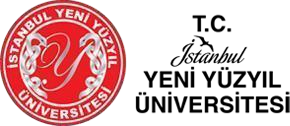 İSTANBUL YENİ YÜZYIL
Y
ÜNİVERSİTESİ
T.C.
İstanbul
YENİ YÜZYIL
ÜNİVERSİTESİ